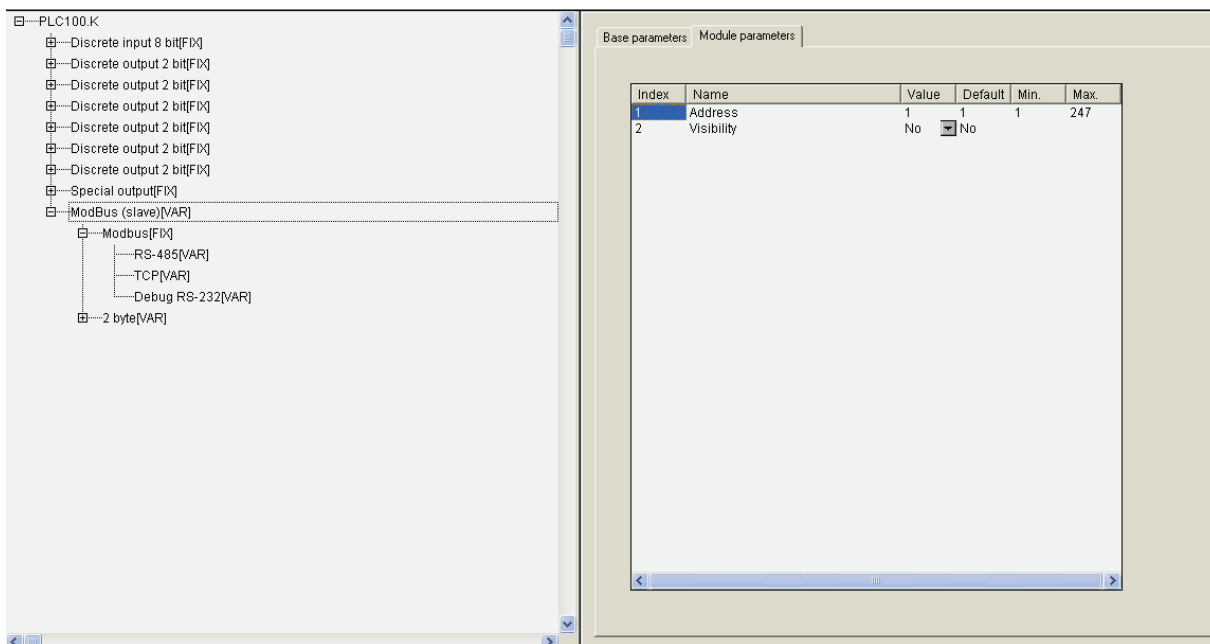 PLC100.K
Discrete input 8 bit[FIX]
Discrete output 2 bit[FIX]
Discrete output 2 bit[FIX]
Discrete output 2 bit[FIX]
Discrete output 2 bit[FIX]
Discrete output 2 bit[FIX]
Discrete output 2 bit[FIX]
Special output[FIX]
ModBus (slave)[VAR]
Modbus[FIX]
RS-485[VAR]
TCP[VAR]
Debug RS-232[VAR]
2 byte[VAR]
Base parameters Module parameters
Index Name Value Default Min. Max.
1 Address 1 1 1 247
2 Visibility No No